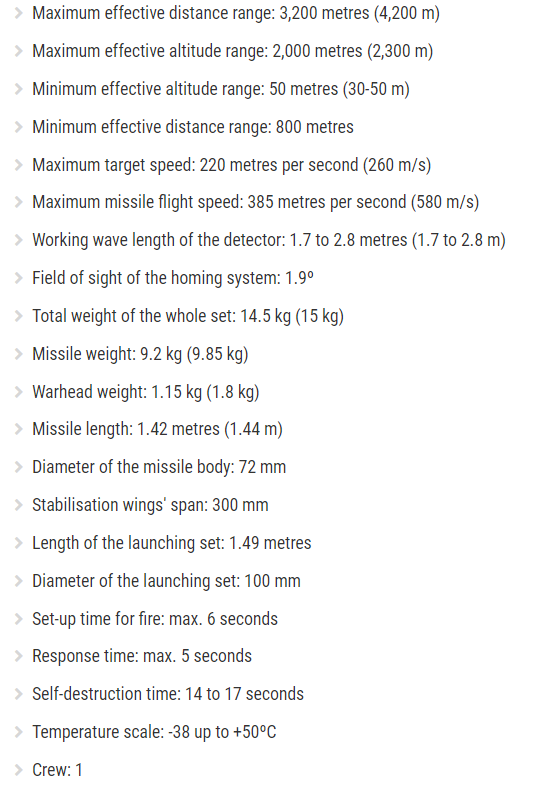 Maximum effective distance range: 3,200 metres (4,200 m)
Maximum effective altitude range: 2,000 metres (2,300 m)
Minimum effective altitude range: 50 metres (30-50 m)
Minimum effective distance range: 800 metres
Maximum target speed: 220 metres per second (260 m/s)
Maximum missile flight speed: 385 metres per second (580 m/s)
Working wave length of the detector: 1.7 to 2.8 metres (1.7 to 2.8 m)
Field of sight of the homing system: 1.9º
Total weight of the whole set: 14.5 kg (15 kg)
Missile weight: 9.2 kg (9.85 kg)
Warhead weight: 1.15 kg (1.8 kg)
Missile length: 1.42 metres (1.44 m)
Diameter of the missile body: 72 mm
Stabilisation wings' span: 300 mm
Length of the launching set: 1.49 metres
Diameter of the launching set: 100 mm
Set-up time for fire: max. 6 seconds
Response time: max. 5 seconds
Self-destruction time: 14 to 17 seconds
Temperature scale: -38 up to +50ºC
Crew: 1